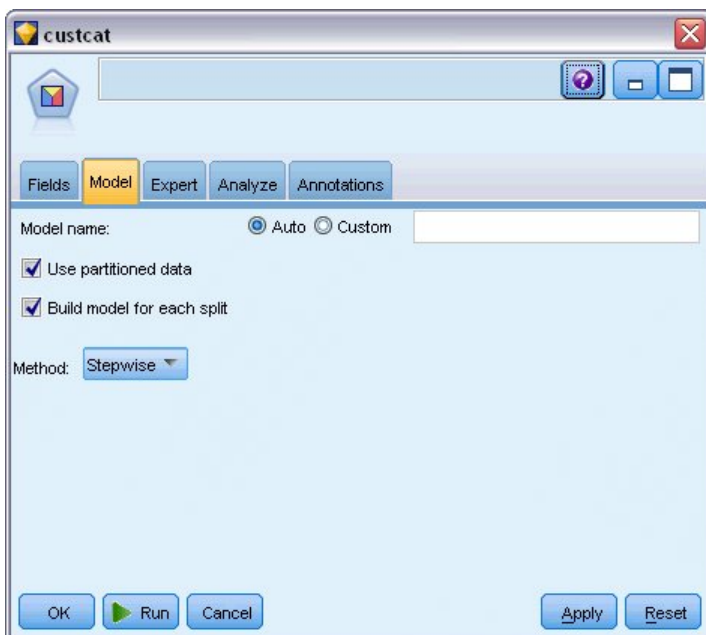 custcat
?
Fields Model Expert Analyze Annotations
Model name: Auto Custom
Use partitioned data
Build model for each split
Method: Stepwise
OK Run Cancel Apply Reset